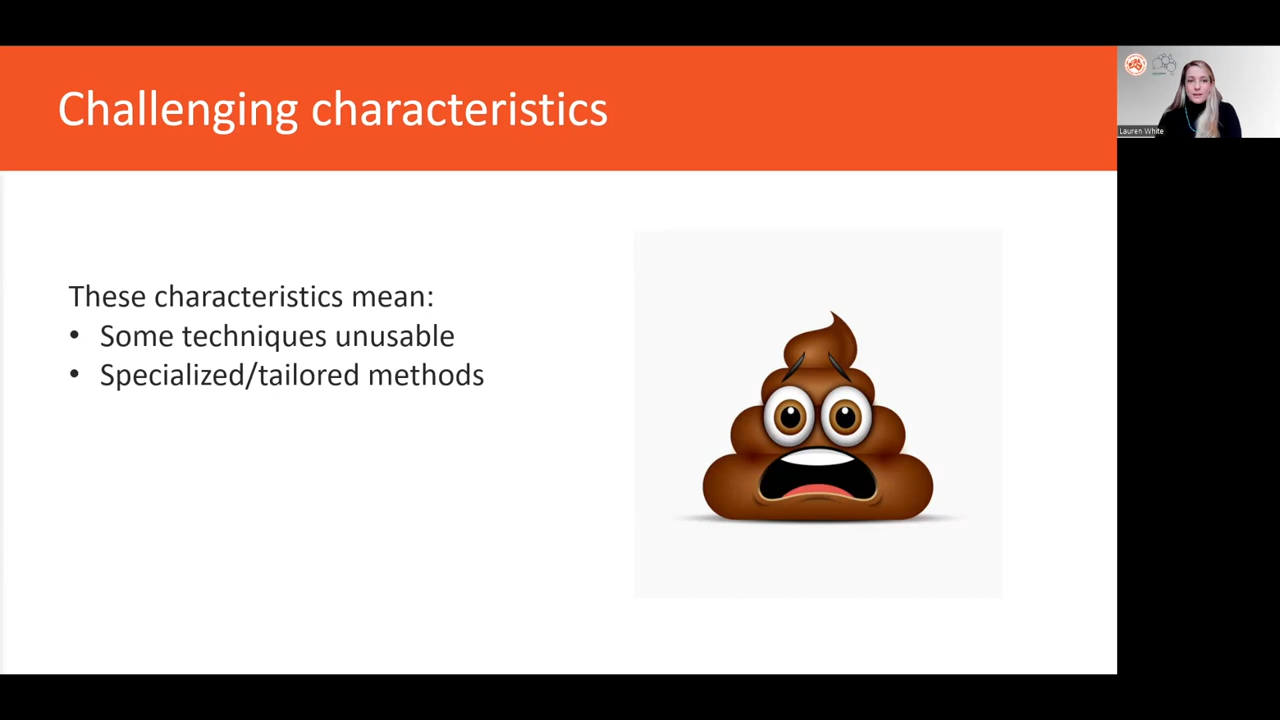 Challenging characteristics
These characteristics mean:
• Some techniques unusable
• Specialized/tailored methods
Lauren White